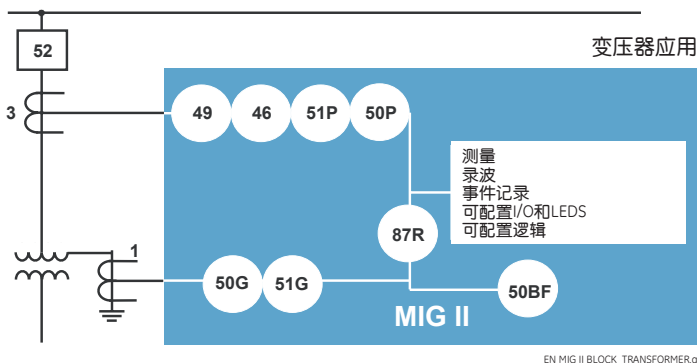 52
变压器应用
3
49 46 51P 50P
测量
录波
事件记录
可配置I/O和LEDS
可配置逻辑
87R
1
50G 51G
50BF
MIG II
EN MIG II BLOCK TRANSFORMER.